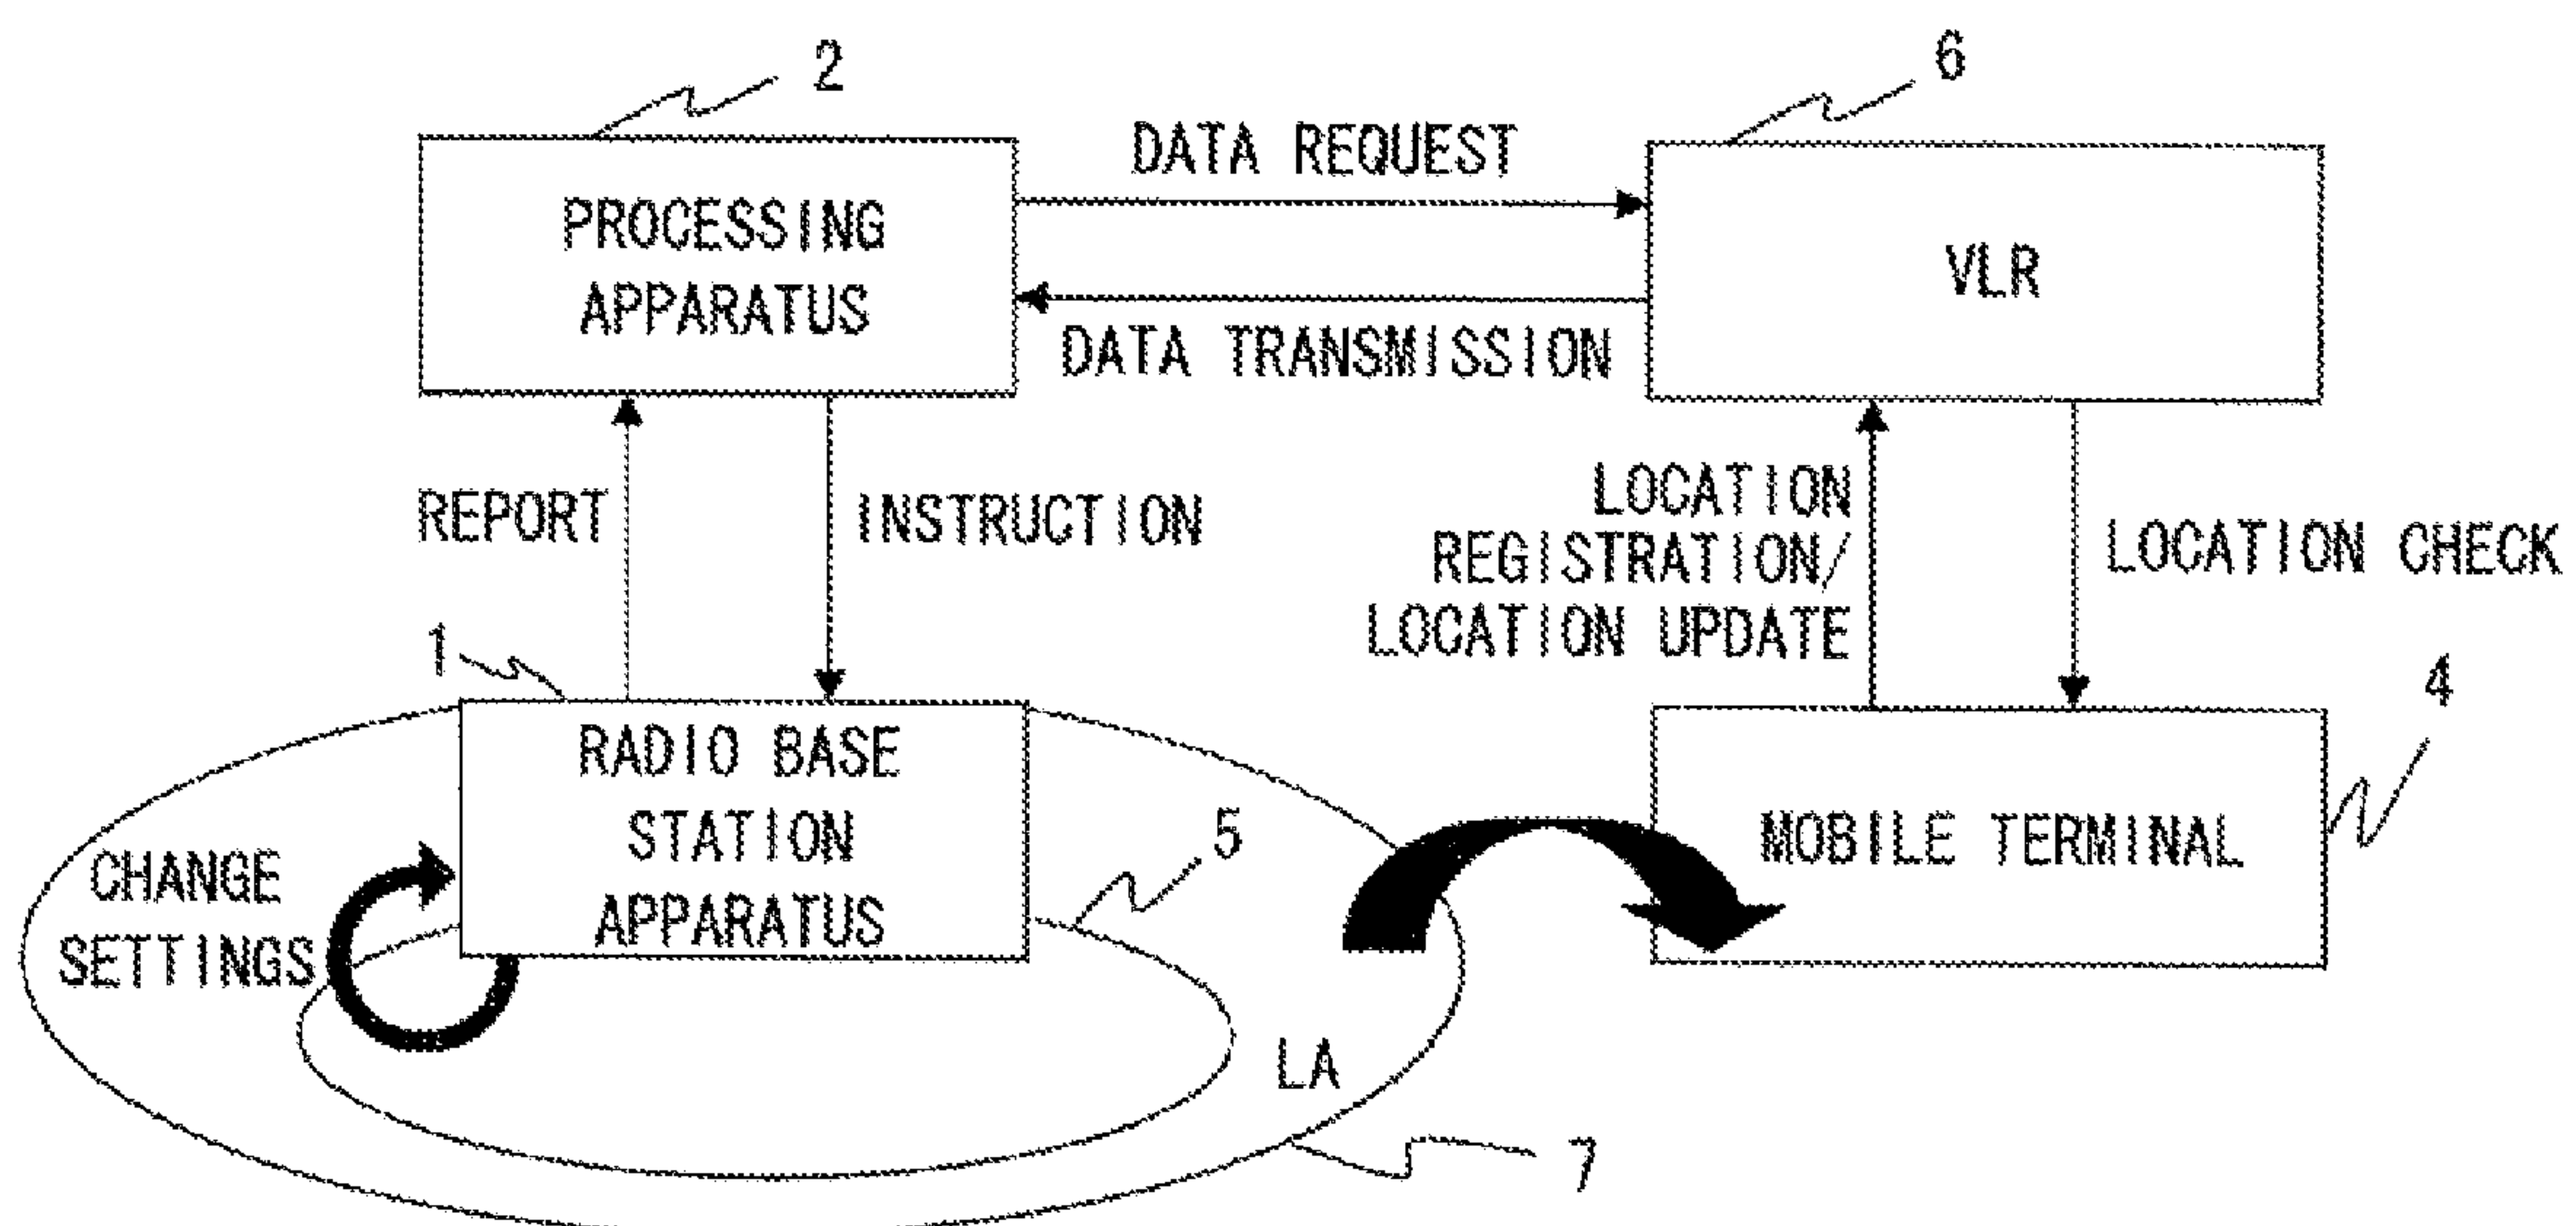 2
6
DATA REQUEST
PROCESSING
APPARATUS
VLR
DATA TRANSMISSION
REPORT
INSTRUCTION
LOCATION
REGISTRATION/
LOCATION UPDATE
LOCATION CHECK
1
4
RADIO BASE
STATION
APPARATUS
5
MOBILE TERMINAL
CHANGE
SETTINGS
LA
7